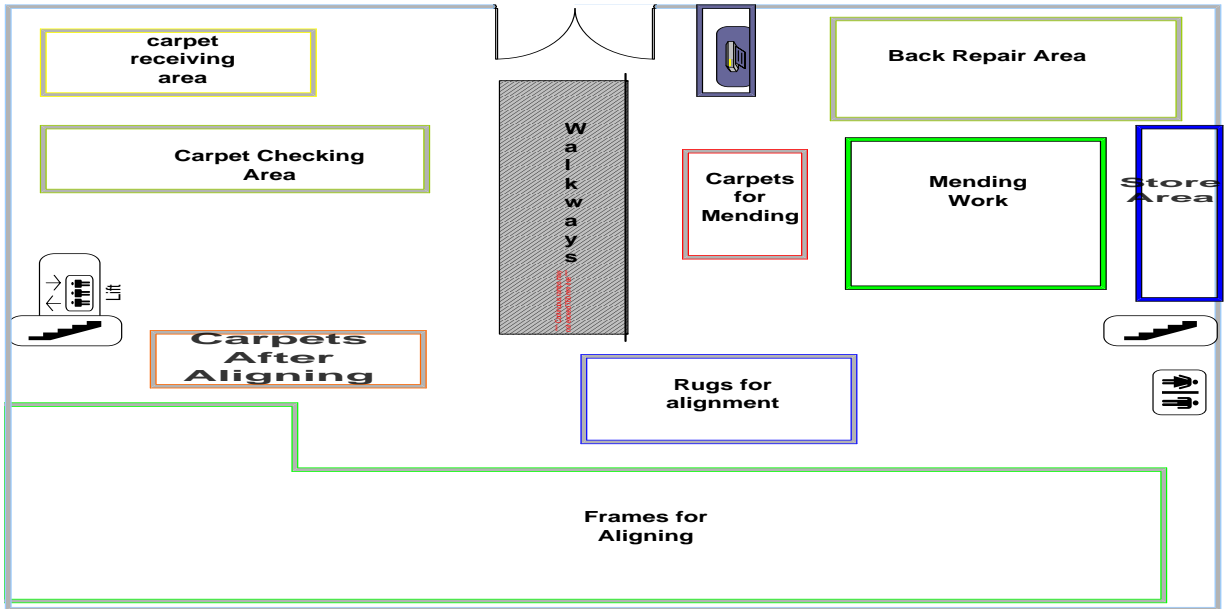 carpet
receiving
area
Back Repair Area
Walkways
Carpet Checking
Area
Carpets
for
Mending
Mending
Work
Store
Area
Lift
Carpets
After
Aligning
Rugs for
alignment
Frames for
Aligning